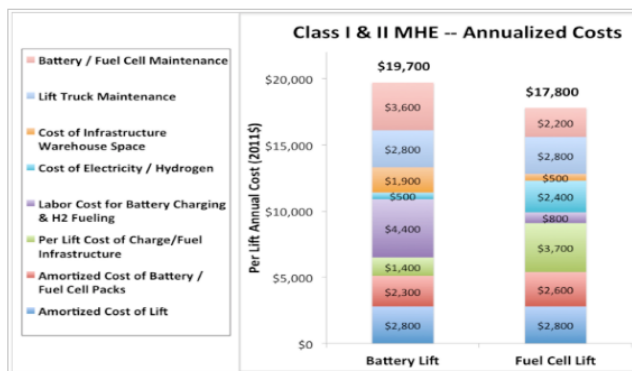 Class I & II MHE -- Annualized Costs
Battery / Fuel Cell Maintenance
Lift Truck Maintenance
Cost of Infrastructure
Warehouse Space
Cost of Electricity / Hydrogen
Labor Cost for Battery Charging
& H2 Fueling
Per Lift Cost of Charge/Fuel
Infrastructure
Amortized Cost of Battery /
Fuel Cell Packs
Amortized Cost of Lift
Per Lift Annual Cost (2011$)
$20,000
$15,000
$10,000
$5,000
$0
$19,700
$3,600
$2,800
$1,900
$500
$4,400
$1,400
$2,300
$2,800
Battery Lift
$17,800
$2,200
$2,800
$500
$2,400
$800
$3,700
$2,600
$2,800
Fuel Cell Lift